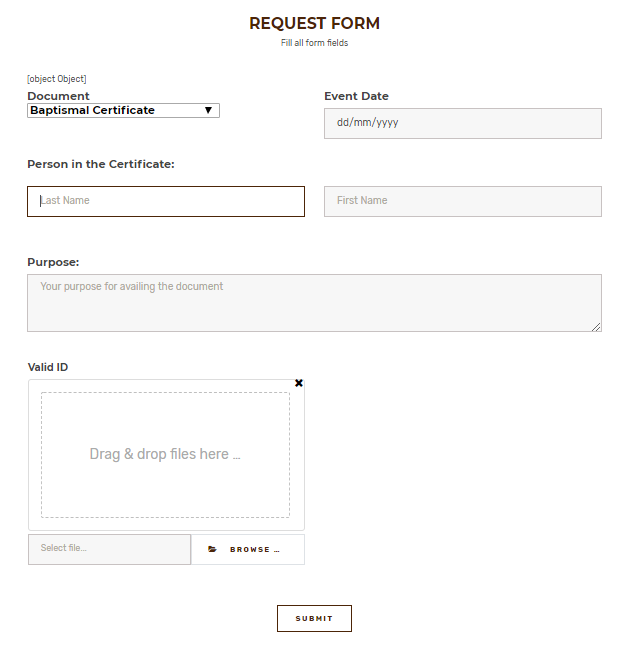 REQUEST FORM
Fill all form fields
[object Object]
Document
Baptismal Certificate
Event Date
dd/mm/yyyy
Person in the Certificate:
Last Name
First Name
Purpose:
Your purpose for availing the document
Valid ID
Drag & drop files here …
Select file...
BROWSE …
SUBMIT